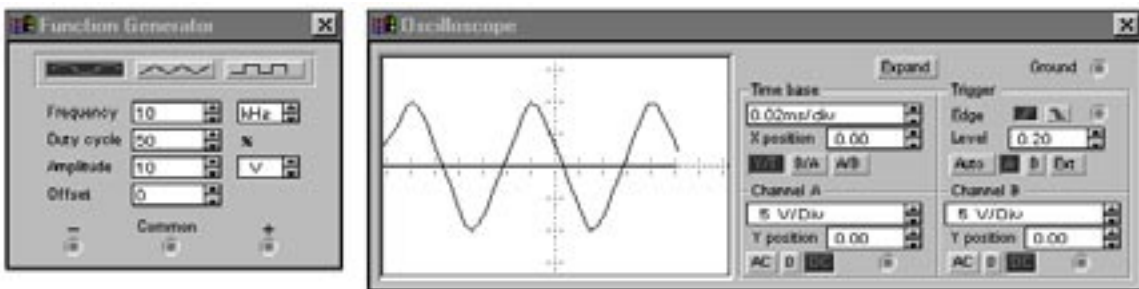 Function Generator
Frequency 10 kHz
Duty cycle 50 %
Amplitude 10 V
Offset 0
− Common +
Oscilloscope
Expand Ground
Time base
0.02ms/div
X position 0.00
Y/T B/A A/B
Trigger
Edge
Level 0.20
Auto A B Ext
Channel A
5 V/Div
Y position 0.00
AC 0 DC
Channel B
5 V/Div
Y position 0.00
AC 0 DC